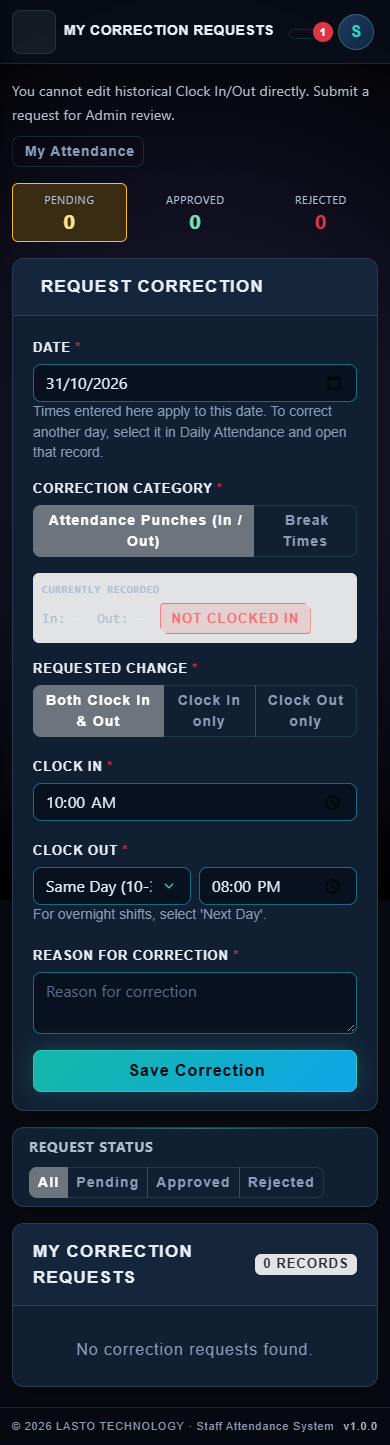 MY CORRECTION REQUESTS
1
S
You cannot edit historical Clock In/Out directly. Submit a
request for Admin review.
My Attendance
PENDING
0
APPROVED
0
REJECTED
0
REQUEST CORRECTION
DATE *
31/10/2026
Times entered here apply to this date. To correct
another day, select it in Daily Attendance and open
that record.
CORRECTION CATEGORY *
Attendance Punches (In /
Out)
Break
Times
CURRENTLY RECORDED
In: Out: NOT CLOCKED IN
REQUESTED CHANGE *
Both Clock In
& Out
Clock In
only
Clock Out
only
CLOCK IN *
10:00 AM
CLOCK OUT *
Same Day (10-
08:00 PM
For overnight shifts, select 'Next Day'.
REASON FOR CORRECTION *
Reason for correction
Save Correction
REQUEST STATUS
All
Pending
Approved
Rejected
MY CORRECTION
REQUESTS
0 RECORDS
No correction requests found.
© 2026 LASTO TECHNOLOGY · Staff Attendance System v1.0.0